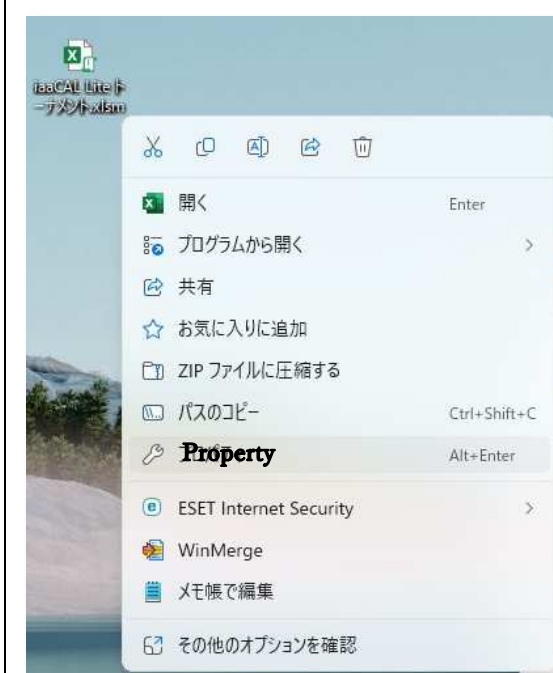 iaaCAL Lite ト
ーナメント.xlsm
開く Enter
プログラムから開く
共有
お気に入りに追加
ZIP ファイルに圧縮する
パスのコピー Ctrl+Shift+C
Property Alt+Enter
ESET Internet Security
WinMerge
メモ帳で編集
その他のオプションを確認